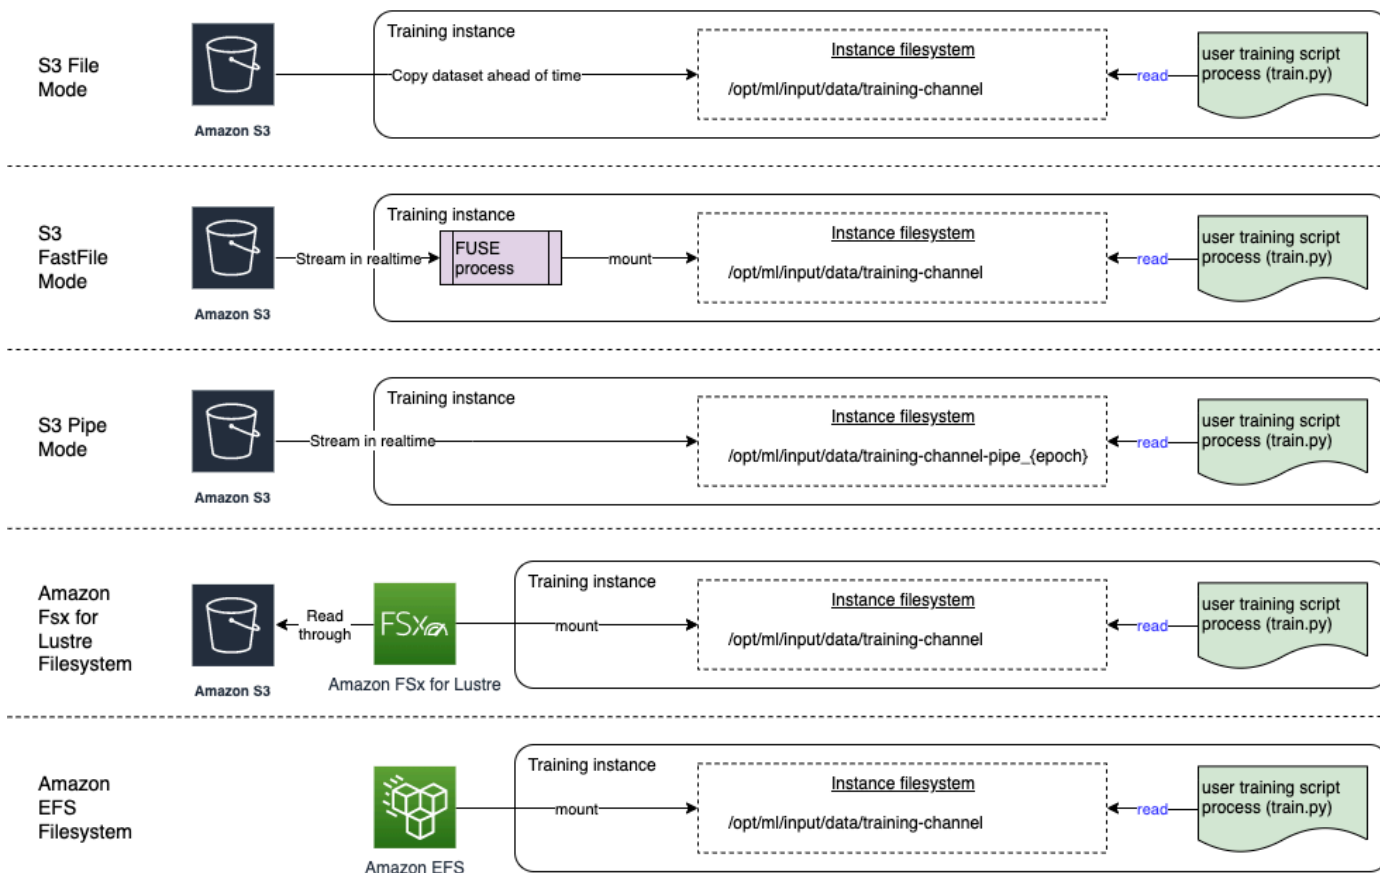 S3 File
Mode
Amazon S3
Training instance
Copy dataset ahead of time
Instance filesystem
/opt/ml/input/data/training-channel
read
user training script
process (train.py)
S3
FastFile
Mode
Amazon S3
Stream in realtime
Training instance
FUSE
process
mount
Instance filesystem
/opt/ml/input/data/training-channel
read
user training script
process (train.py)
S3 Pipe
Mode
Amazon S3
Stream in realtime
Training instance
Instance filesystem
/opt/ml/input/data/training-channel-pipe_{epoch}
read
user training script
process (train.py)
Amazon
Fsx for
Lustre
Filesystem
Amazon S3
Read
through
FSx
Amazon FSx for Lustre
Training instance
mount
Instance filesystem
/opt/ml/input/data/training-channel
read
user training script
process (train.py)
Amazon
EFS
Filesystem
Amazon EFS
Training instance
mount
Instance filesystem
/opt/ml/input/data/training-channel
read
user training script
process (train.py)